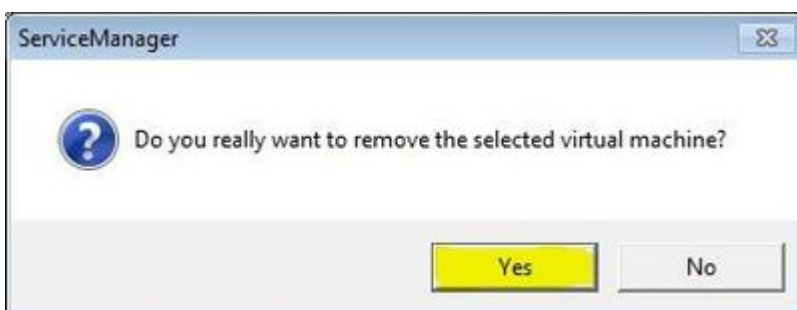 ServiceManager
Do you really want to remove the selected virtual machine?
Yes No